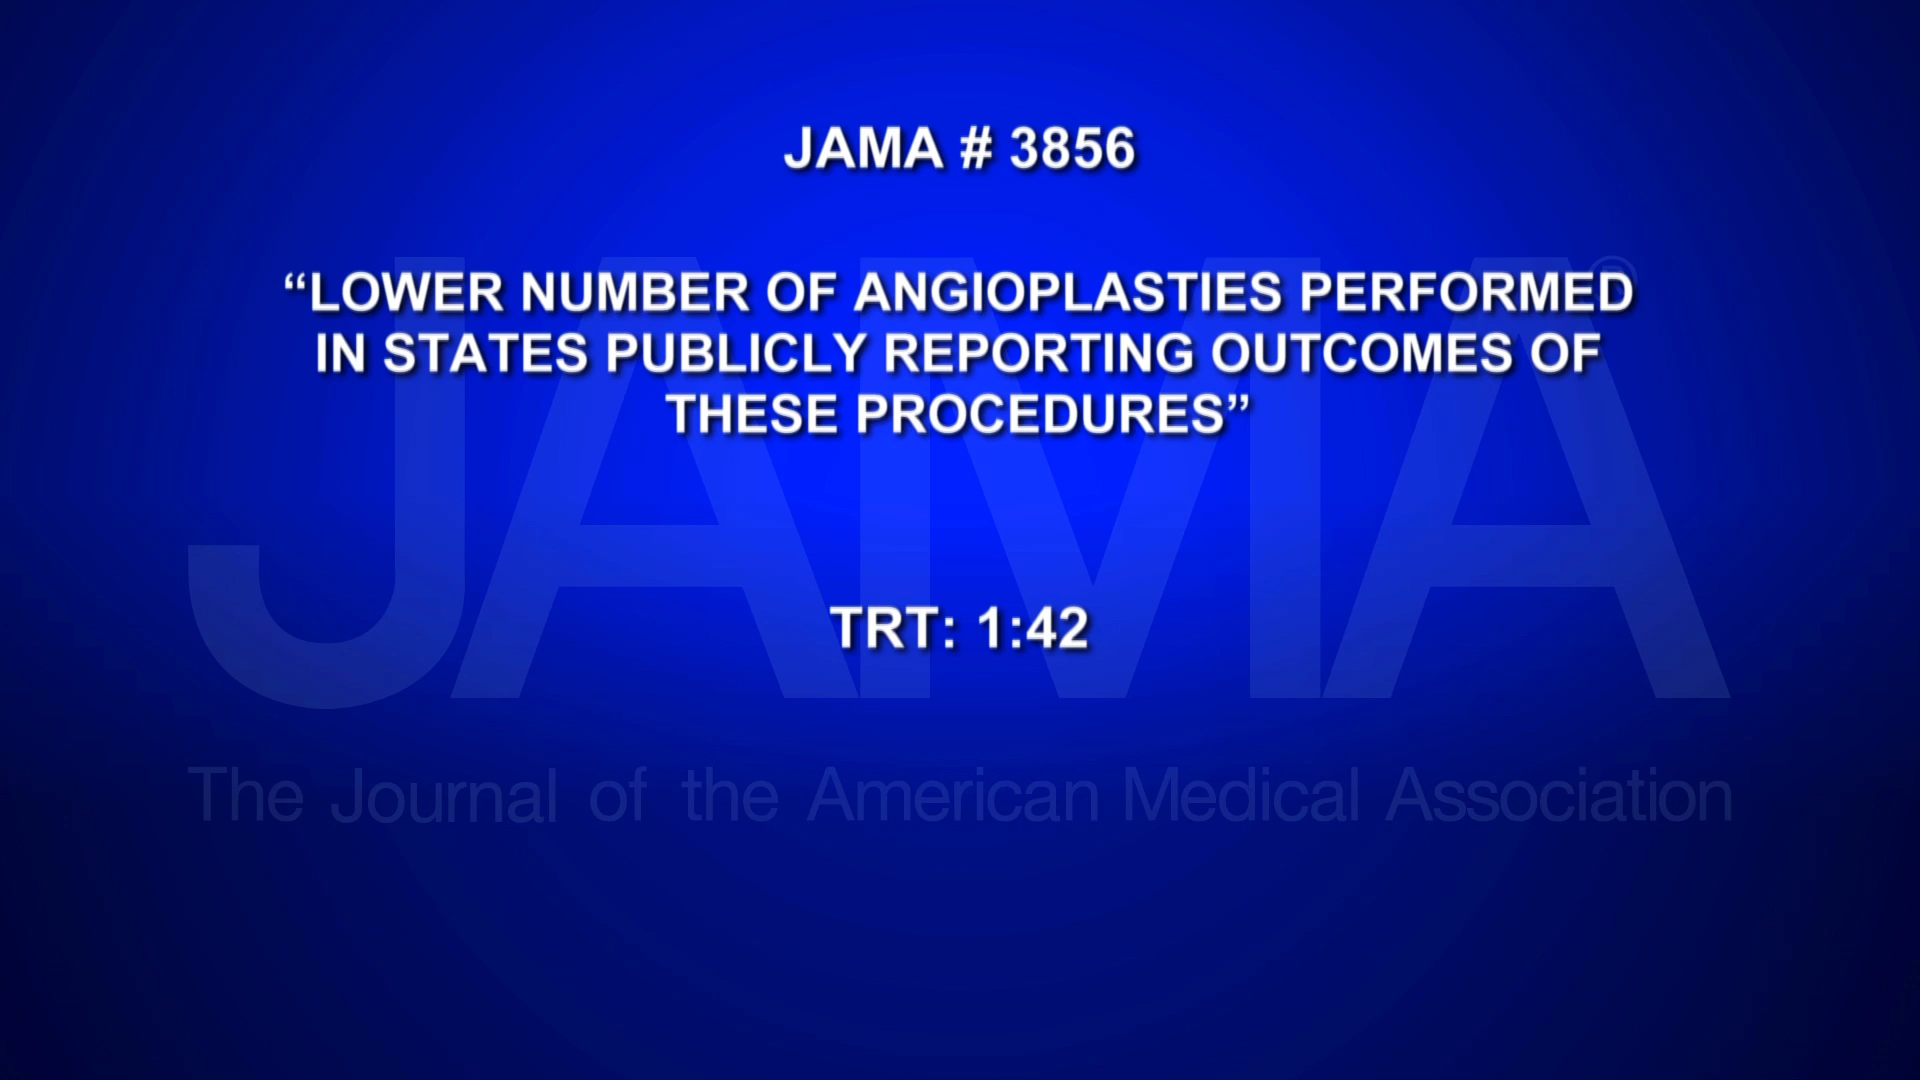 JAMA # 3856
“LOWER NUMBER OF ANGIOPLASTIES PERFORMED
IN STATES PUBLICLY REPORTING OUTCOMES OF
THESE PROCEDURES”
JAMA®
TRT: 1:42
The Journal of the American Medical Association